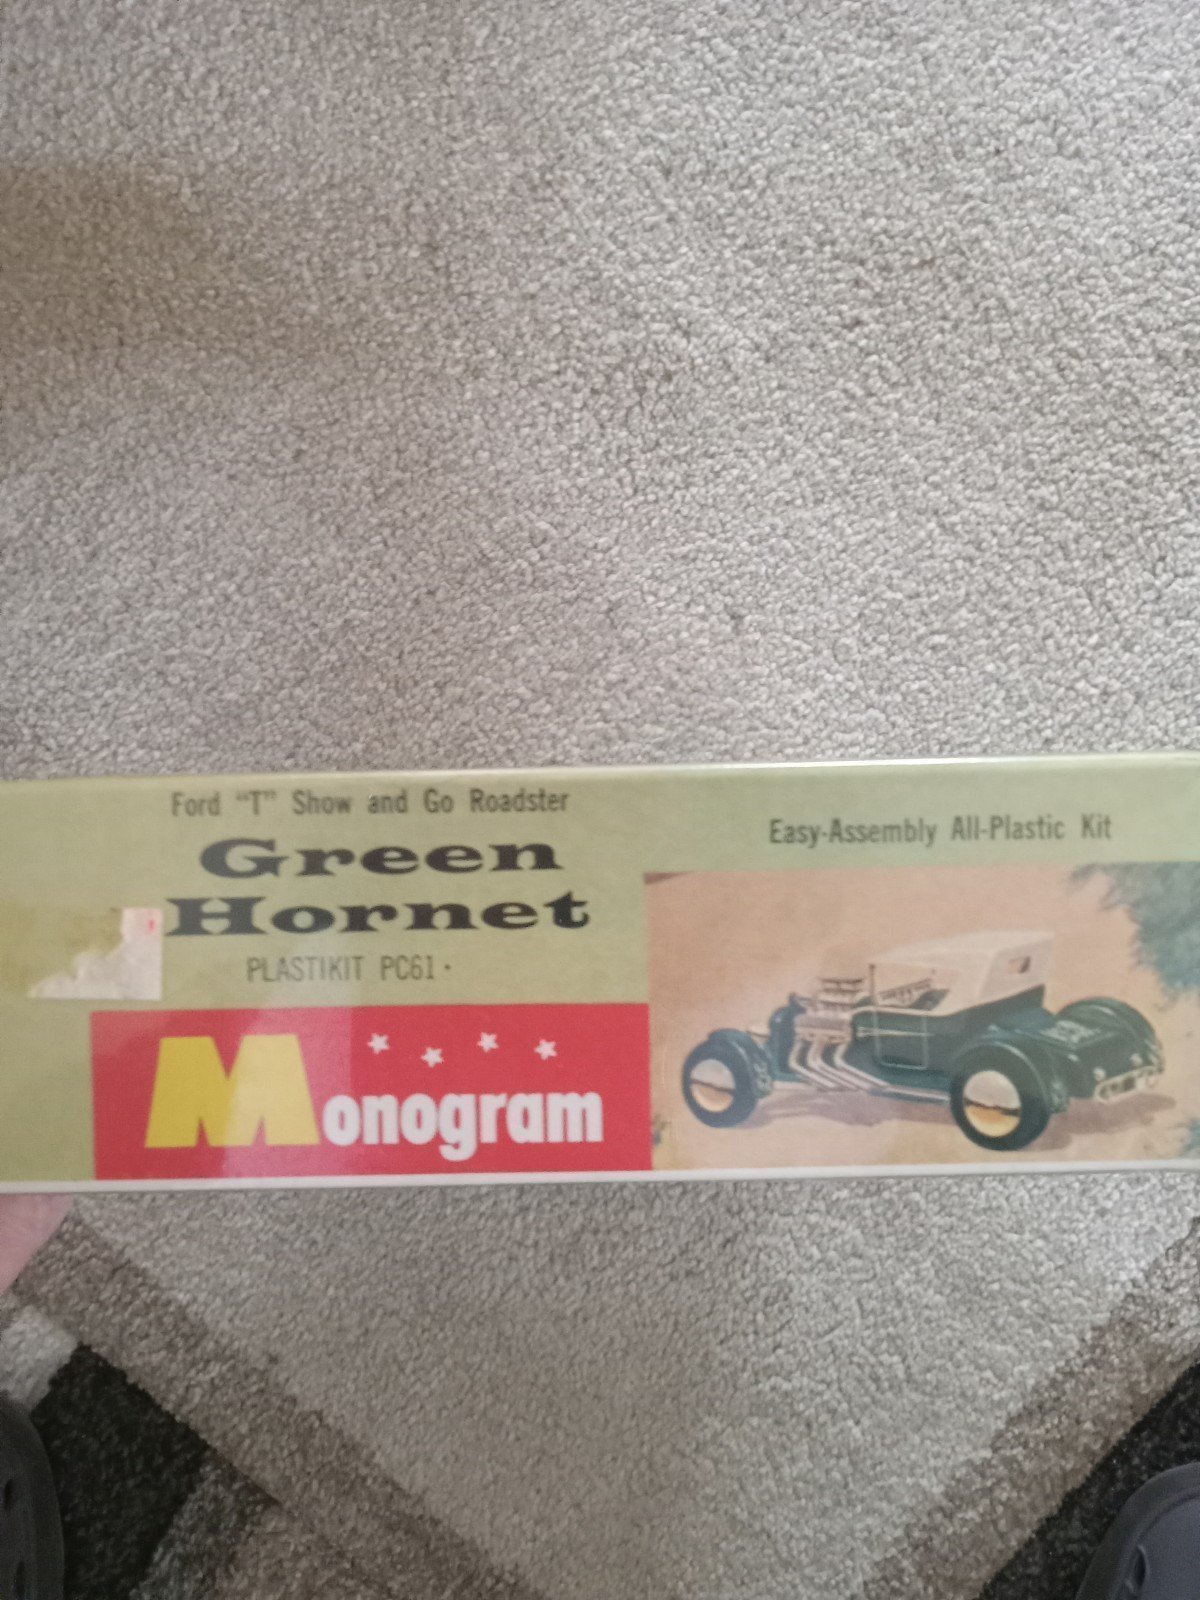 Ford "T" Show and Go Roadster
Green
Hornet
PLASTIKIT PC61
Monogram
Easy-Assembly All-Plastic Kit